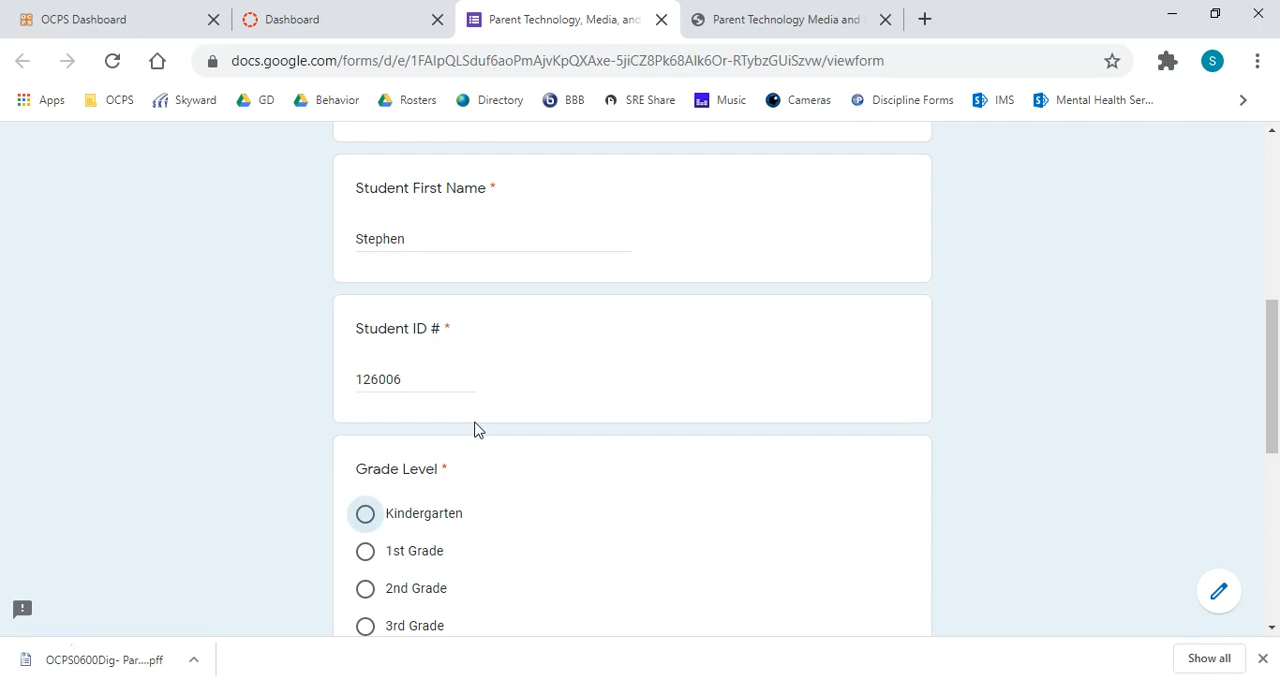 OCPS Dashboard
Dashboard
Parent Technology, Media, and
Parent Technology Media and
docs.google.com/forms/d/e/1FAIpQLSduf6aoPmAjvKpQXAxe-5jiCZ8Pk68Alk6Or-RTybzGUiSzvw/viewform
S
Apps OCPS Skyward GD Behavior Rosters Directory BBB SRE Share Music Cameras Discipline Forms IMS Mental Health Ser...
Student First Name *
Stephen
Student ID # *
126006
Grade Level *
Kindergarten
1st Grade
2nd Grade
3rd Grade
OCPS0600Dig- Par....pff
Show all